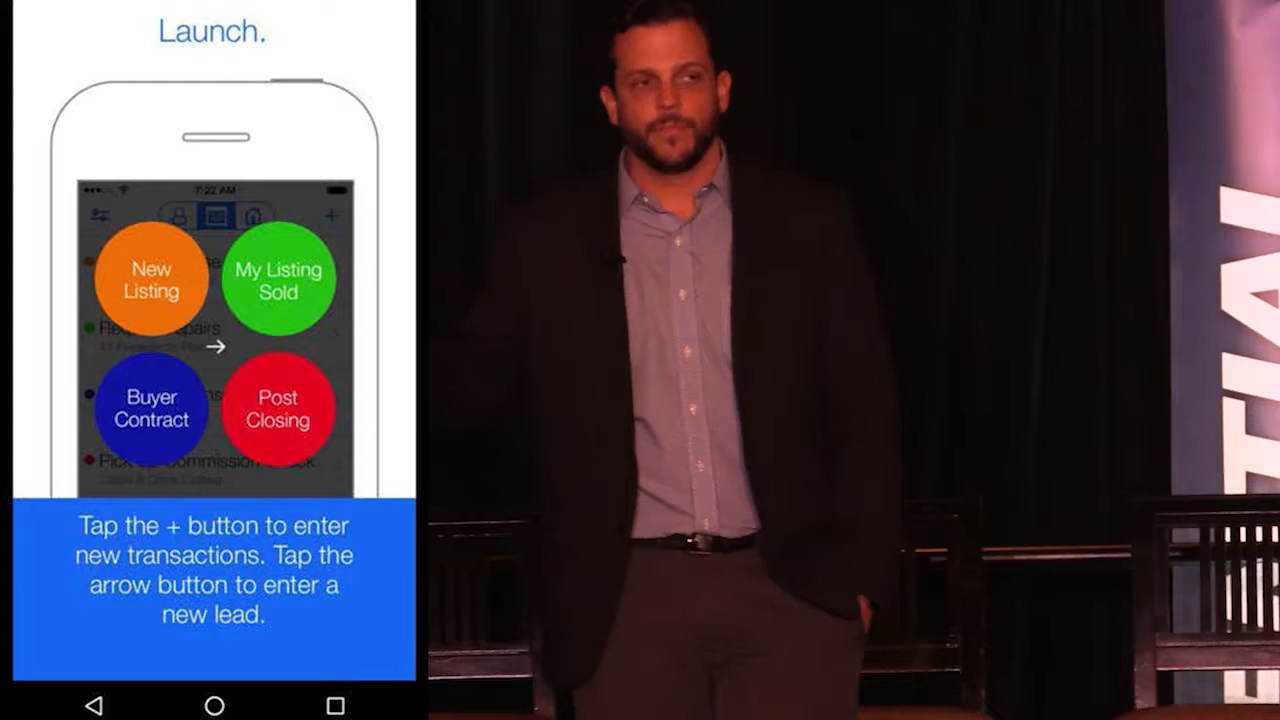 Launch.
7:22 AM
New
Listing
My Listing
Sold
Buyer
Contract
Post
Closing
Tap the + button to enter
new transactions. Tap the
arrow button to enter a
new lead.